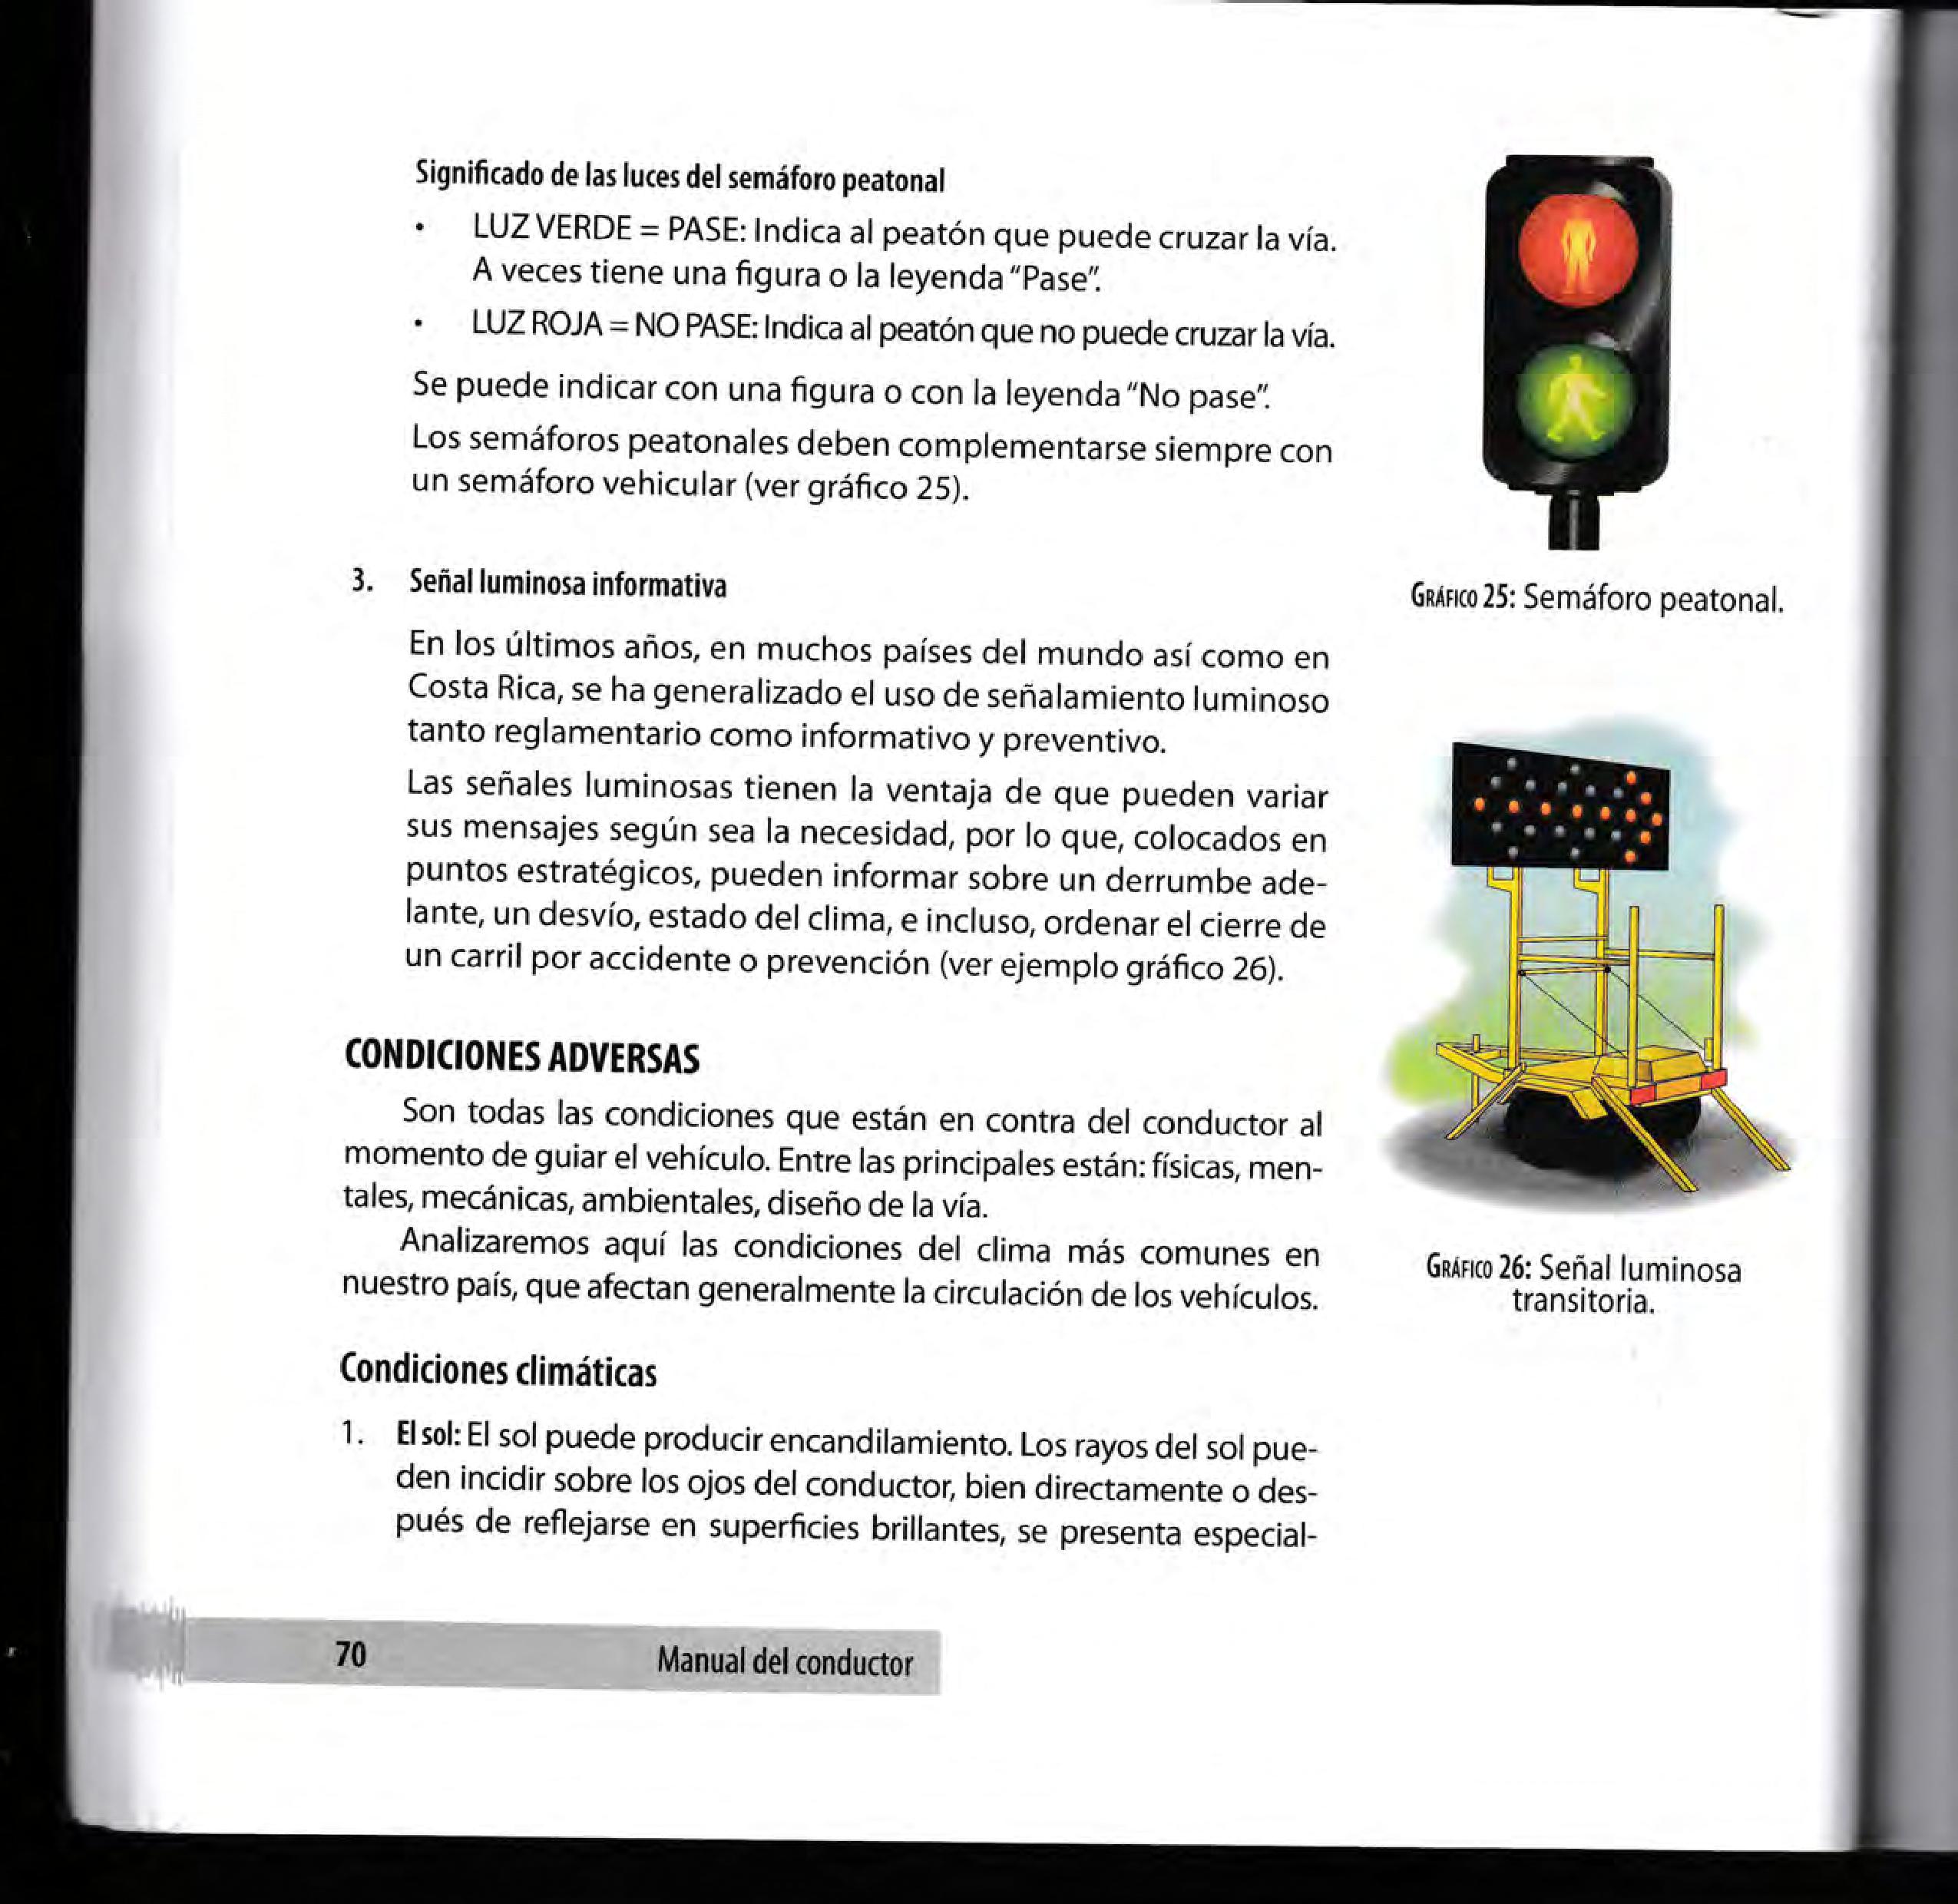 Significado de las luces del semáforo peatonal
• LUZ VERDE = PASE: Indica al peatón que puede cruzar la vía.
A veces tiene una figura o la leyenda “Pase”.
• LUZ ROJA = NO PASE: Indica al peatón que no puede cruzar la vía.
Se puede indicar con una figura o con la leyenda “No pase”.
Los semáforos peatonales deben complementarse siempre con
un semáforo vehicular (ver gráfico 25).
GRÁFICO 25: Semáforo peatonal.
3. Señal luminosa informativa
En los últimos años, en muchos países del mundo así como en
Costa Rica, se ha generalizado el uso de señalamiento luminoso
tanto reglamentario como informativo y preventivo.
Las señales luminosas tienen la ventaja de que pueden variar
sus mensajes según sea la necesidad, por lo que, colocados en
puntos estratégicos, pueden informar sobre un derrumbe ade-
lante, un desvío, estado del clima, e incluso, ordenar el cierre de
un carril por accidente o prevención (ver ejemplo gráfico 26).
GRÁFICO 26: Señal luminosa
transitoria.
CONDICIONES ADVERSAS
Son todas las condiciones que están en contra del conductor al
momento de guiar el vehículo. Entre las principales están: físicas, men-
tales, mecánicas, ambientales, diseño de la vía.
Analizaremos aquí las condiciones del clima más comunes en
nuestro país, que afectan generalmente la circulación de los vehículos.
Condiciones climáticas
1. El sol: El sol puede producir encandilamiento. Los rayos del sol pue-
den incidir sobre los ojos del conductor, bien directamente o des-
pués de reflejarse en superficies brillantes, se presenta especial-
70 Manual del conductor